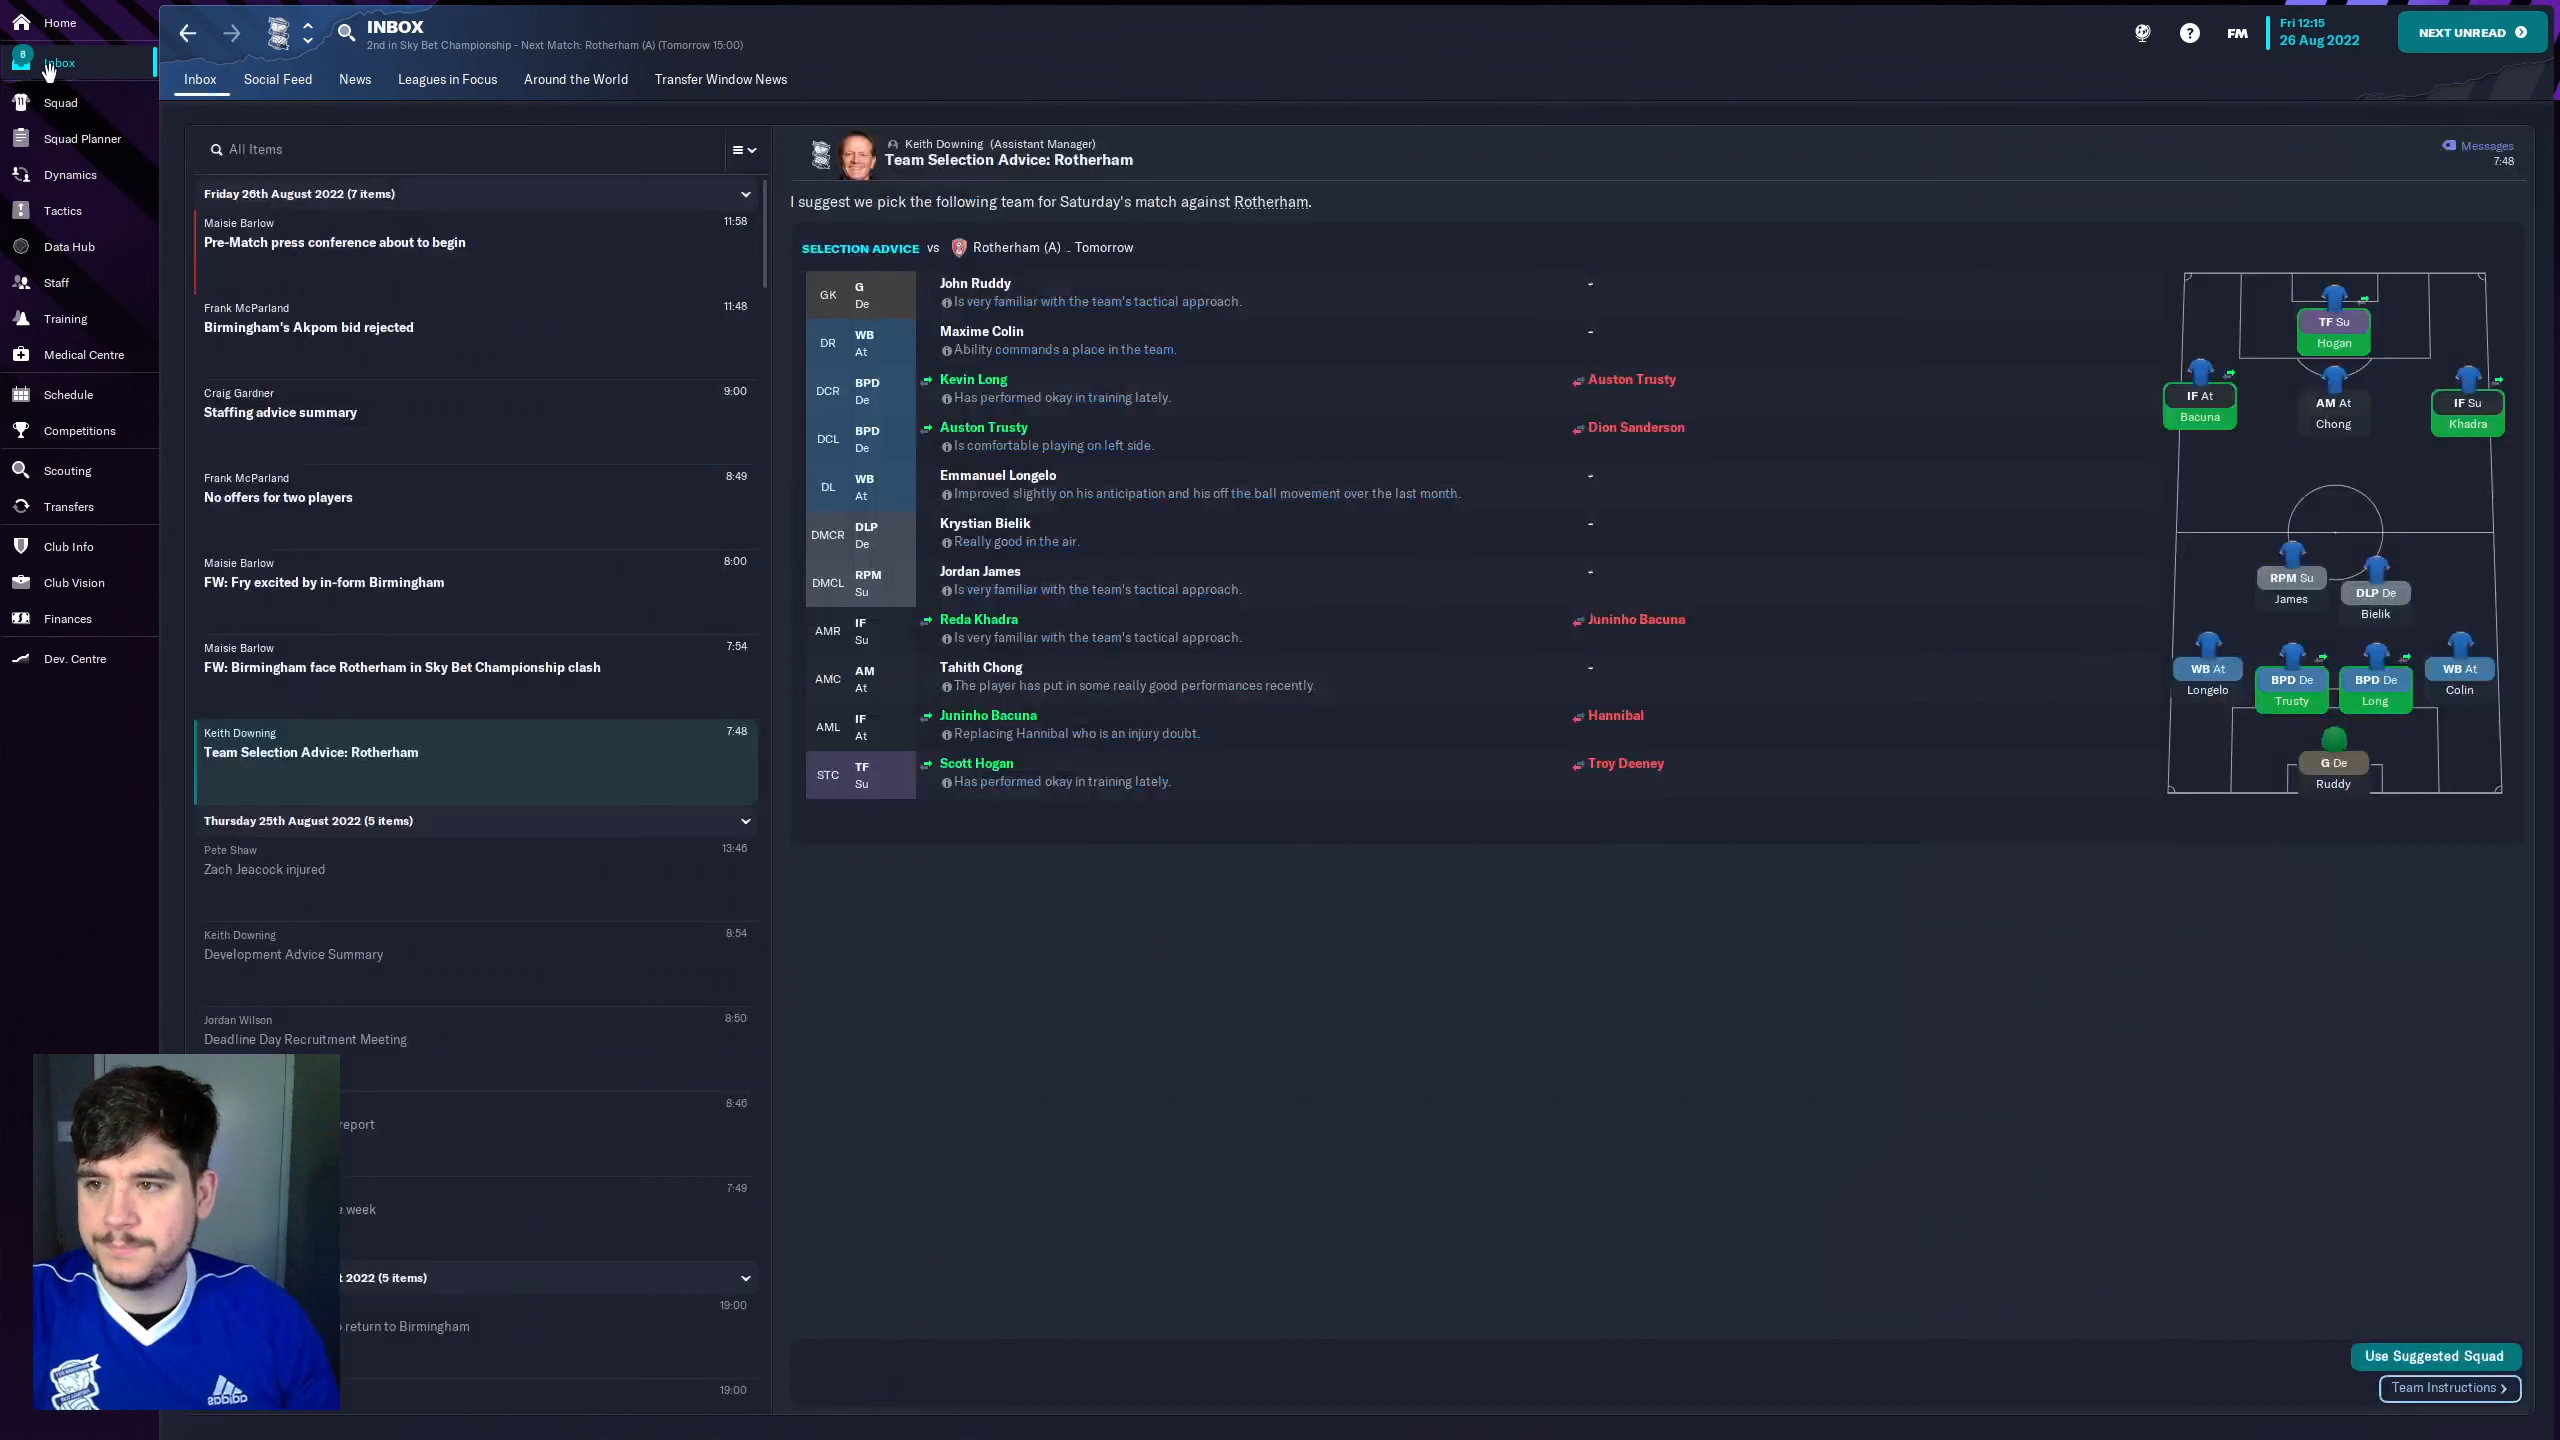 Home
6
Inbox
Squad
Squad Planner
Dynamics
Tactics
Data Hub
Staff
Training
Medical Centre
Schedule
Competitions
Scouting
Transfers
Club Info
Club Vision
Finances
Dev. Centre
INBOX
2nd in Sky Bet Championship - Next Match: Rotherham (A) (Tomorrow 15:00)
FM
Fri 12:15
26 Aug 2022
NEXT UNREAD
Inbox Social Feed News Leagues in Focus Around the World Transfer Window News
All Items
Friday 26th August 2022 (7 items)
Maisie Barlow 11:58
Pre-Match press conference about to begin
Frank McParland 11:48
Birmingham's Akpom bid rejected
Craig Gardner 9:00
Staffing advice summary
Frank McParland 8:49
No offers for two players
Maisie Barlow 8:00
FW: Fry excited by in-form Birmingham
Maisie Barlow 7:54
FW: Birmingham face Rotherham in Sky Bet Championship clash
Keith Downing 7:48
Team Selection Advice: Rotherham
Thursday 25th August 2022 (5 items)
Pete Shaw 13:46
Zach Jeacock injured
Keith Downing 8:54
Development Advice Summary
Jordan Wilson 8:50
Deadline Day Recruitment Meeting
8:46
report
7:49
week
2022 (5 items)
19:00
return to Birmingham
19:00
adidas
Keith Downing (Assistant Manager)
Team Selection Advice: Rotherham
Messages
7:48
I suggest we pick the following team for Saturday's match against Rotherham.
SELECTION ADVICE vs Rotherham (A) .. Tomorrow
GK G De John Ruddy -
Is very familiar with the team's tactical approach.
DR WB At Maxime Colin -
Ability commands a place in the team.
DCR BPD De Kevin Long Auston Trusty
Has performed okay in training lately.
DCL BPD De Auston Trusty Dion Sanderson
Is comfortable playing on left side.
DL WB At Emmanuel Longelo -
Improved slightly on his anticipation and his off the ball movement over the last month.
DMCR DLP De Krystian Bielik -
Really good in the air.
DMCL RPM Su Jordan James -
Is very familiar with the team's tactical approach.
AMR IF Su Reda Khadra Juninho Bacuna
Is very familiar with the team's tactical approach.
AMC AM At Tahith Chong -
The player has put in some really good performances recently.
AML IF At Juninho Bacuna Hannibal
Replacing Hannibal who is an injury doubt.
STC TF Su Scott Hogan Troy Deeney
Has performed okay in training lately.
TF Su
Hogan
IF At
Bacuna
AM At
Chong
IF Su
Khadra
RPM Su
James
DLP De
Bielik
WB At
Longelo
BPD De
Trusty
BPD De
Long
WB At
Colin
G De
Ruddy
Use Suggested Squad
Team Instructions